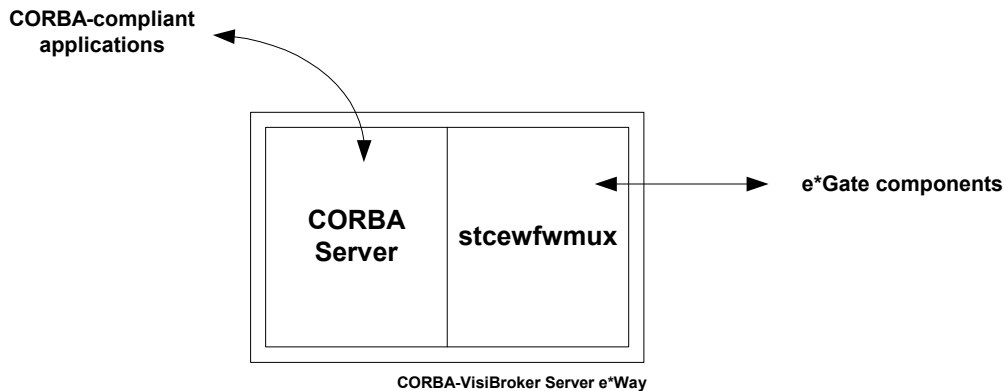 CORBA-compliant
applications
CORBA
Server
stcewfwmux
e*Gate components
CORBA-VisiBroker Server e*Way